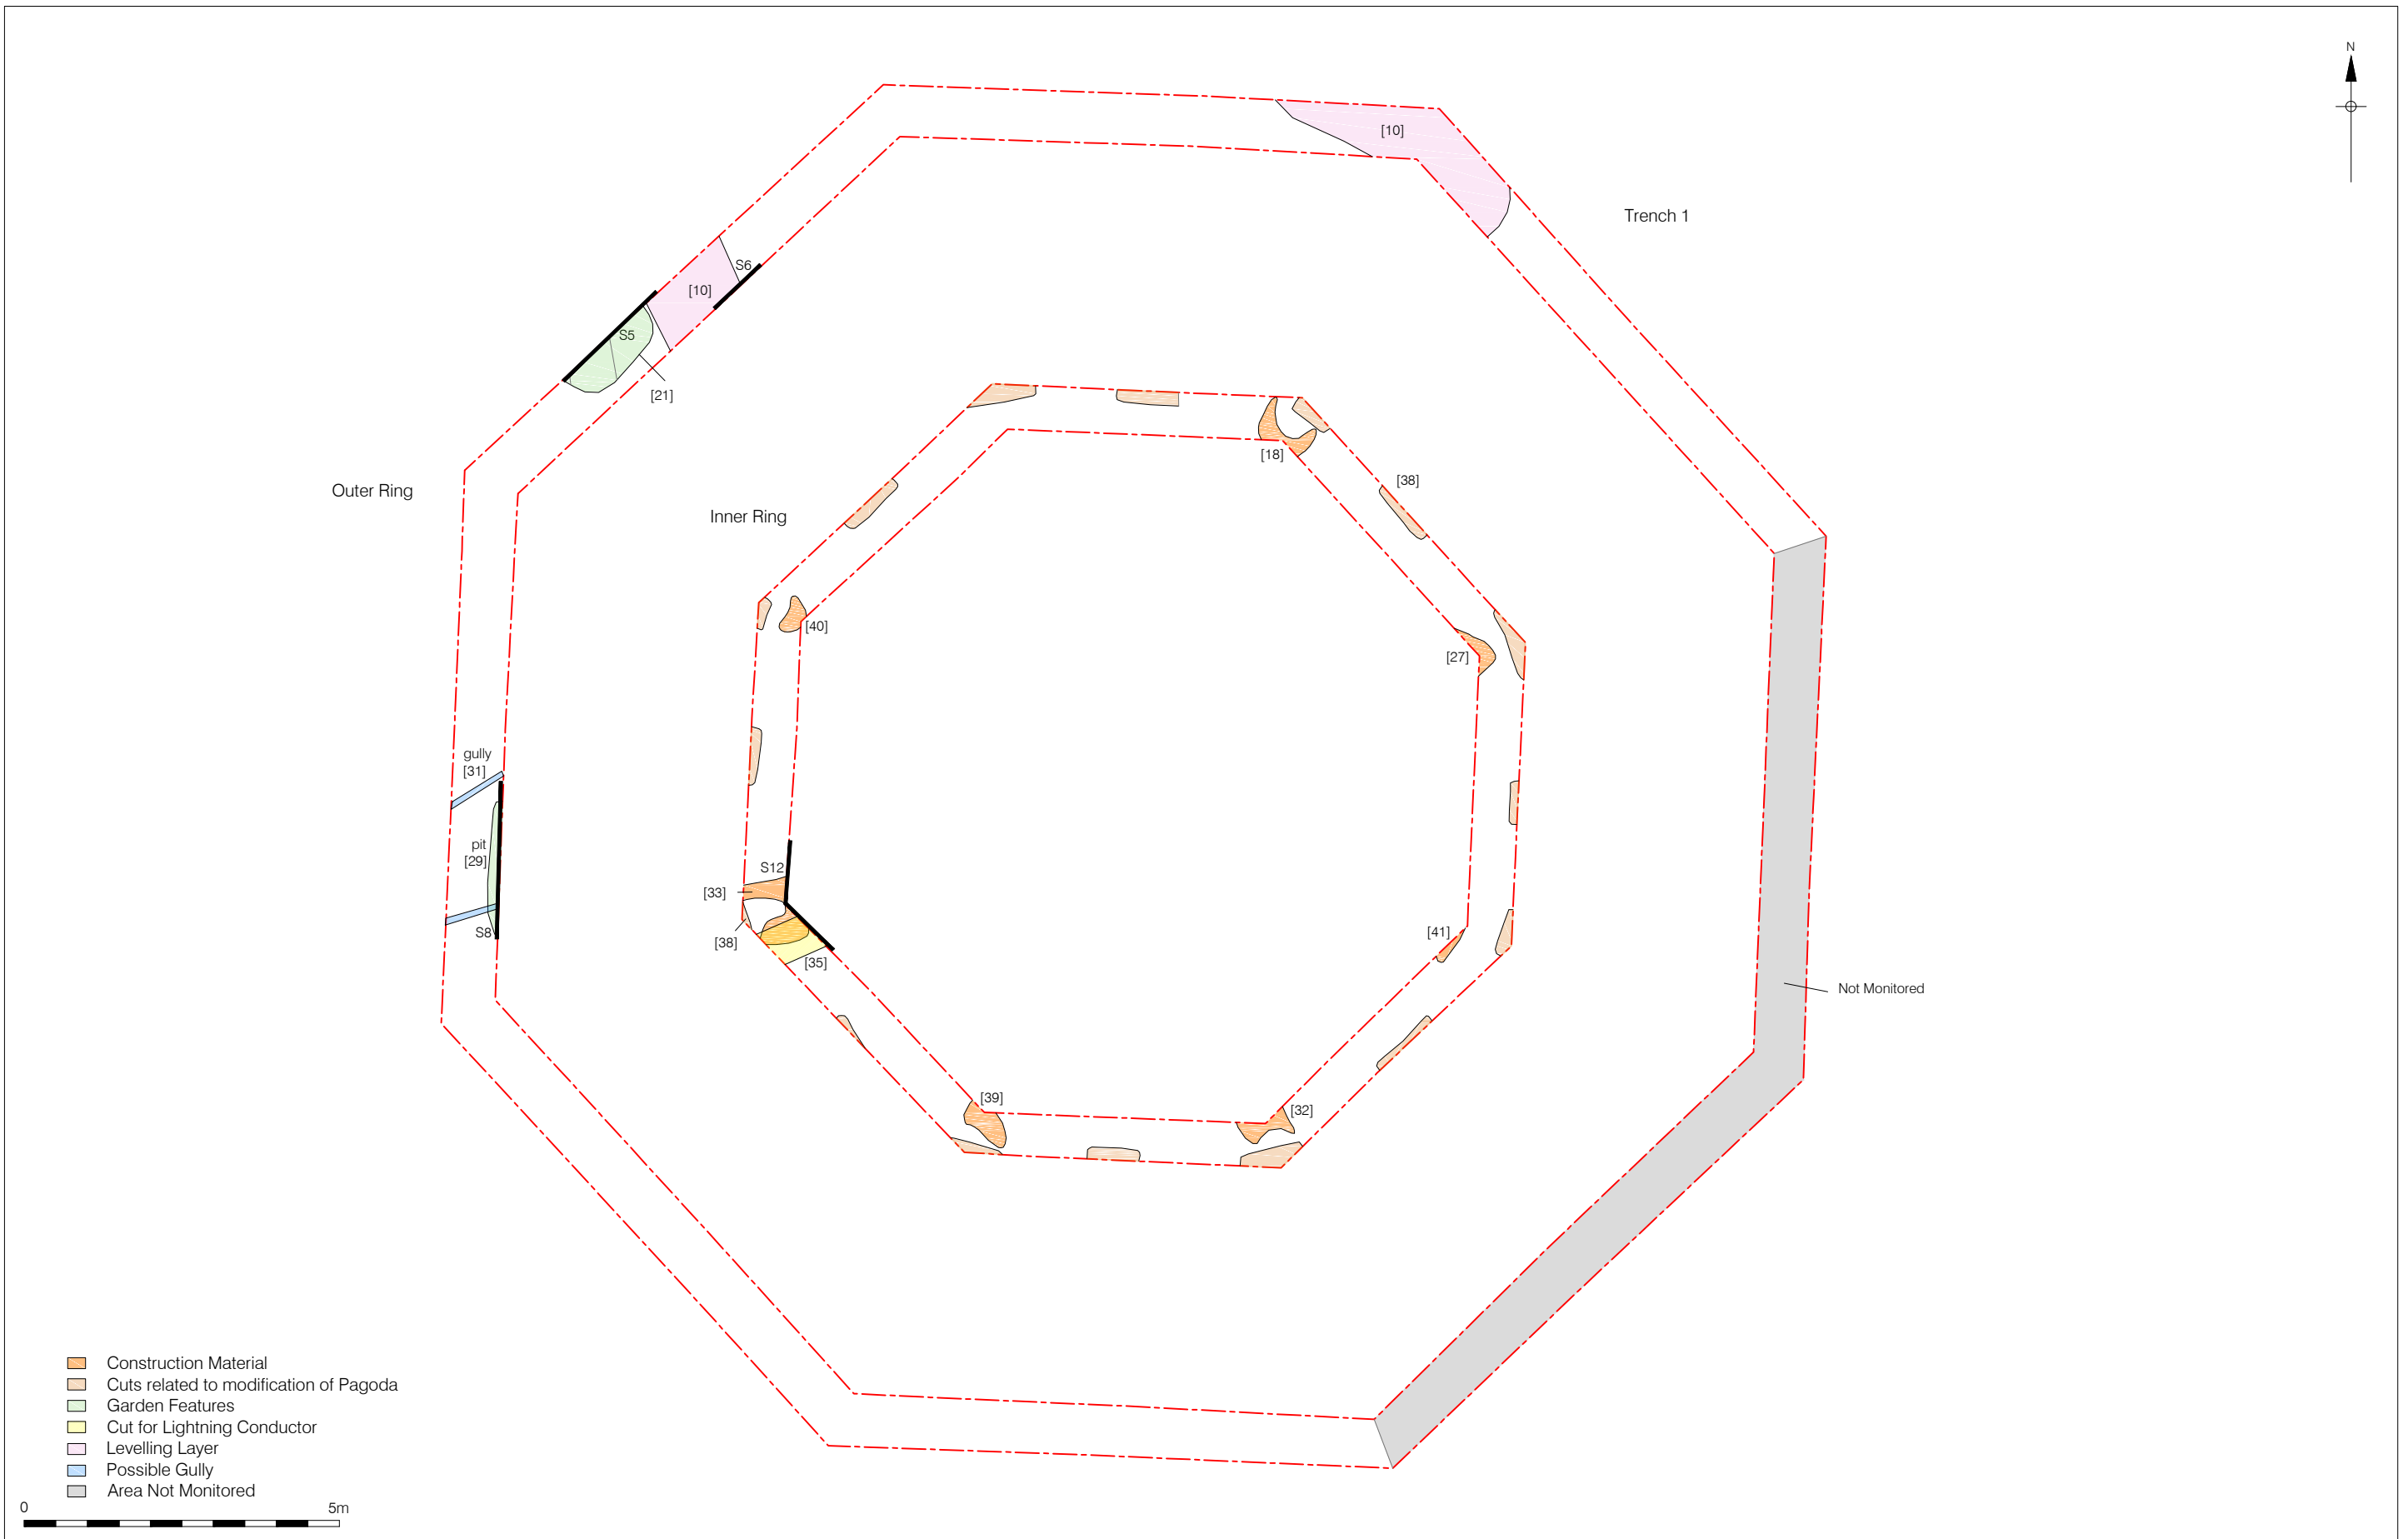 N
[10]
Trench 1
S6
[10]
S5
[21]
[18]
[38]
Outer Ring
Inner Ring
[40]
[27]
gully
[31]
pit
[29]
S12
[33]
S8
[38]
[35]
[41]
Not Monitored
[39]
[32]
Construction Material
Cuts related to modification of Pagoda
Garden Features
Cut for Lightning Conductor
Levelling Layer
Possible Gully
Area Not Monitored
0 5m